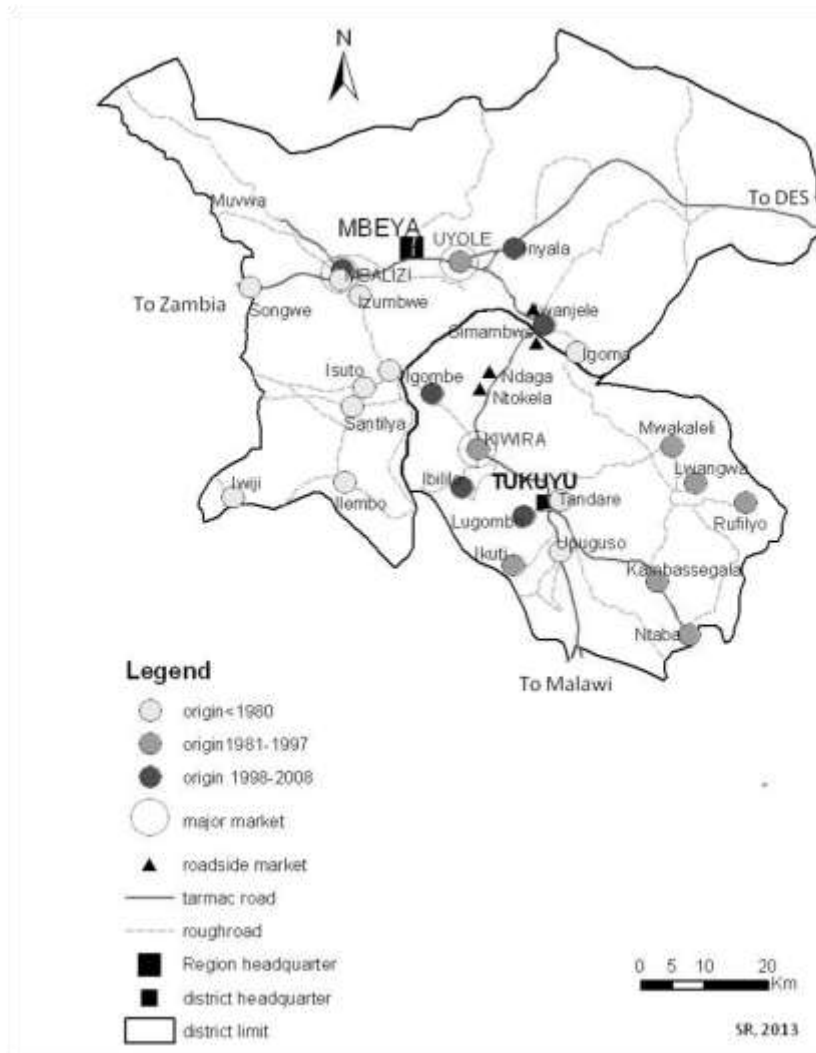 N
To DES
Muvwa
MBEYA
UYOLE
Inyala
MBALIZI
To Zambia
Songwe
Izumbwe
wanjele
Simambwe
Igoma
Isuto
Igombe
Ndaga
Ntokela
Santilya
KIWIRA
Mwakaleli
Lwangwa
Iwiji
Ilembo
Ibililo
TUKUYU
Tandare
Rufilyo
Lugombo
Upuguso
Ikuti
Kambassegala
Ntaba
To Malawi
Legend
origin<1980
origin1981-1997
origin 1998-2008
major market
roadside market
tarmac road
roughroad
Region headquarter
district headquarter
district limit
0 5 10 20
Km
SR, 2013